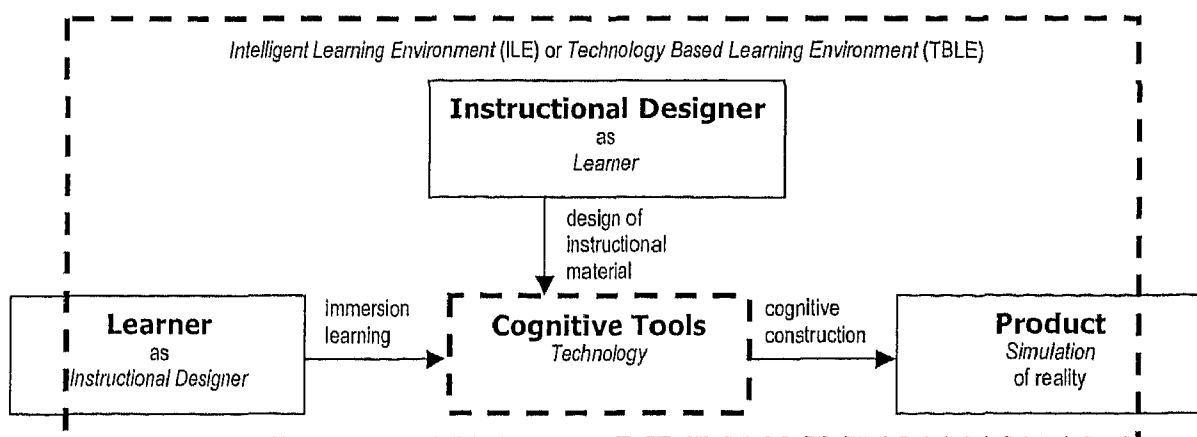 Intelligent Learning Environment (ILE) or Technology Based Learning Environment (TBLE)
Instructional Designer
as
Learner
design of
instructional
material
Learner
as
Instructional Designer
immersion
learning
Cognitive Tools
Technology
cognitive
construction
Product
Simulation
of reality